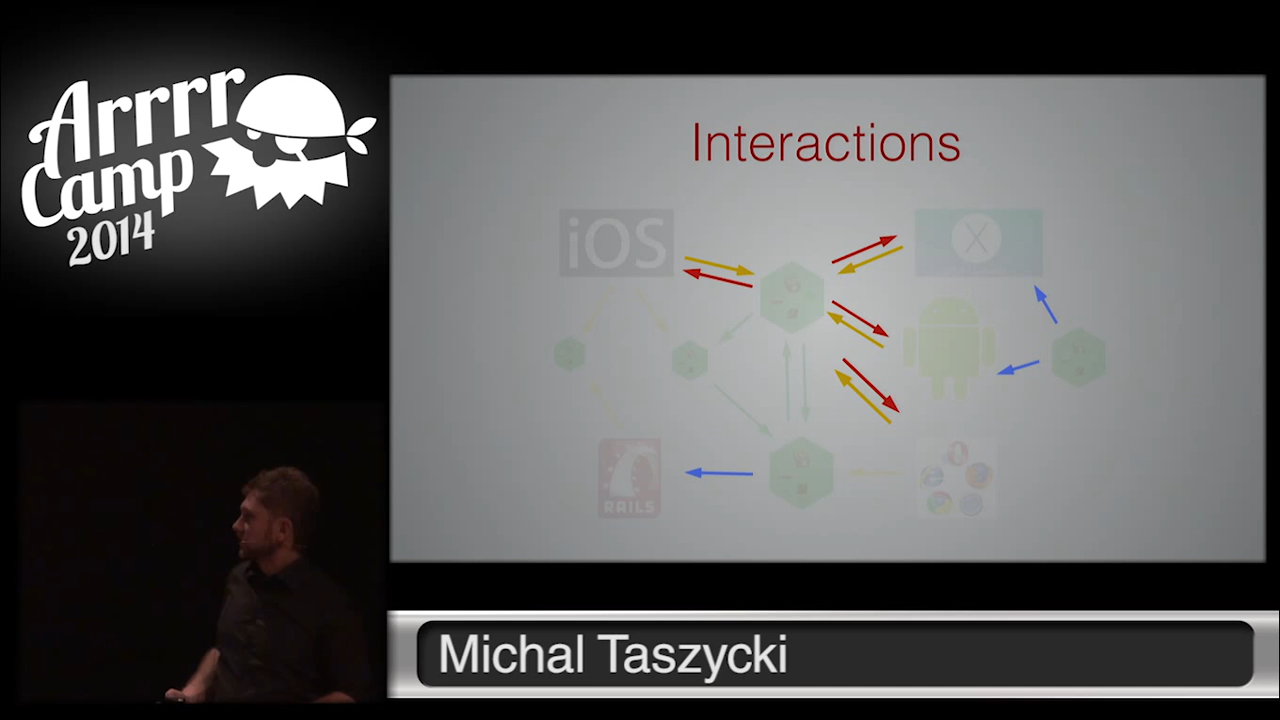 Arrrr
Camp
2014
Interactions
iOS
X
RAILS
Michal Taszycki